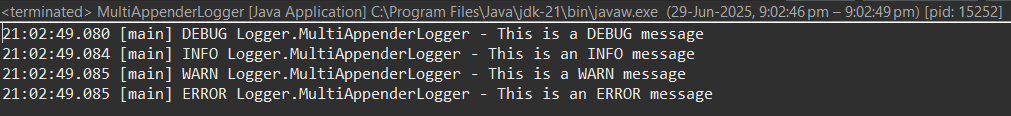 <terminated> MultiAppenderLogger [Java Application] C:\Program Files\Java\jdk-21\bin\javaw.exe (29-Jun-2025, 9:02:46 pm – 9:02:49 pm) [pid: 15252]
21:02:49.080 [main] DEBUG Logger.MultiAppenderLogger - This is a DEBUG message
21:02:49.084 [main] INFO Logger.MultiAppenderLogger - This is an INFO message
21:02:49.085 [main] WARN Logger.MultiAppenderLogger - This is a WARN message
21:02:49.085 [main] ERROR Logger.MultiAppenderLogger - This is an ERROR message